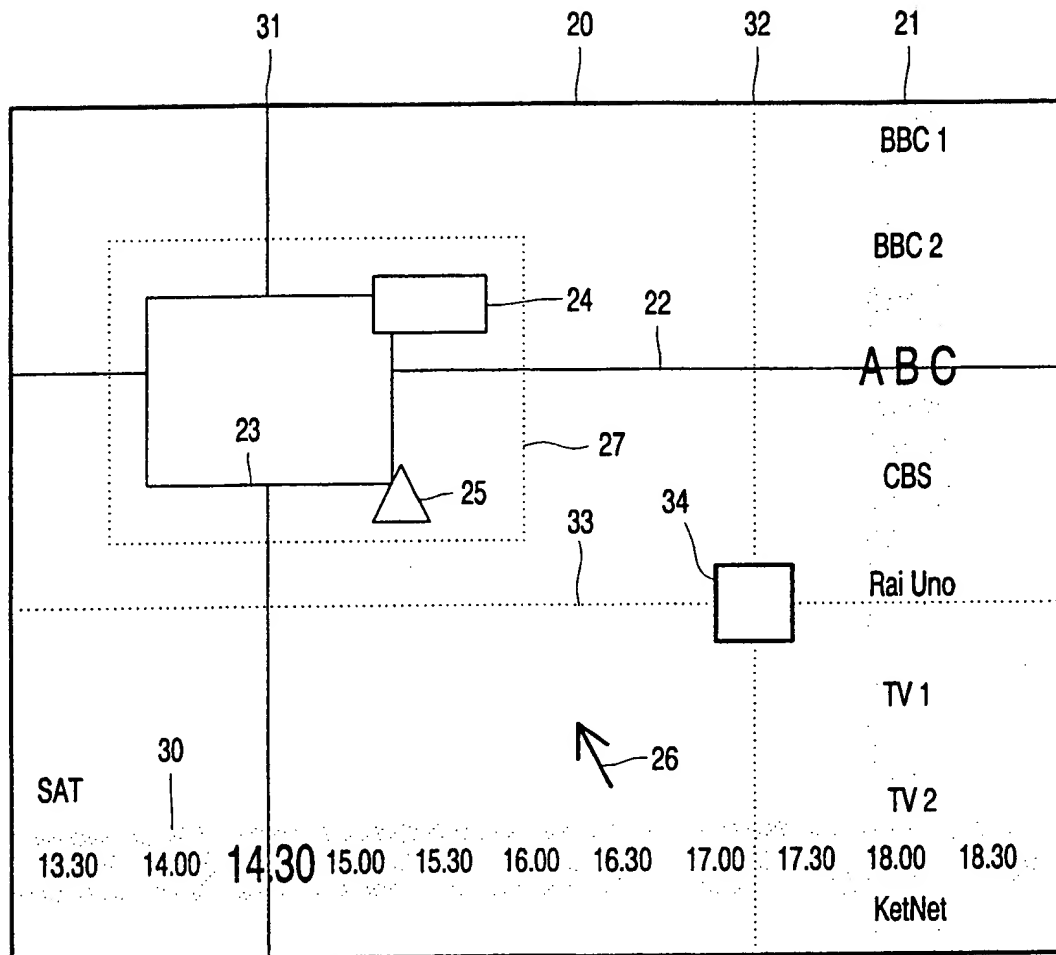 31 20 32 21
BBC 1
BBC 2
24
22
A B C
23
27
CBS
25
34
33
Rai Uno
TV 1
30
26
SAT
TV 2
13.30 14.00 14.30 15.00 15.30 16.00 16.30 17.00 17.30 18.00 18.30
KetNet